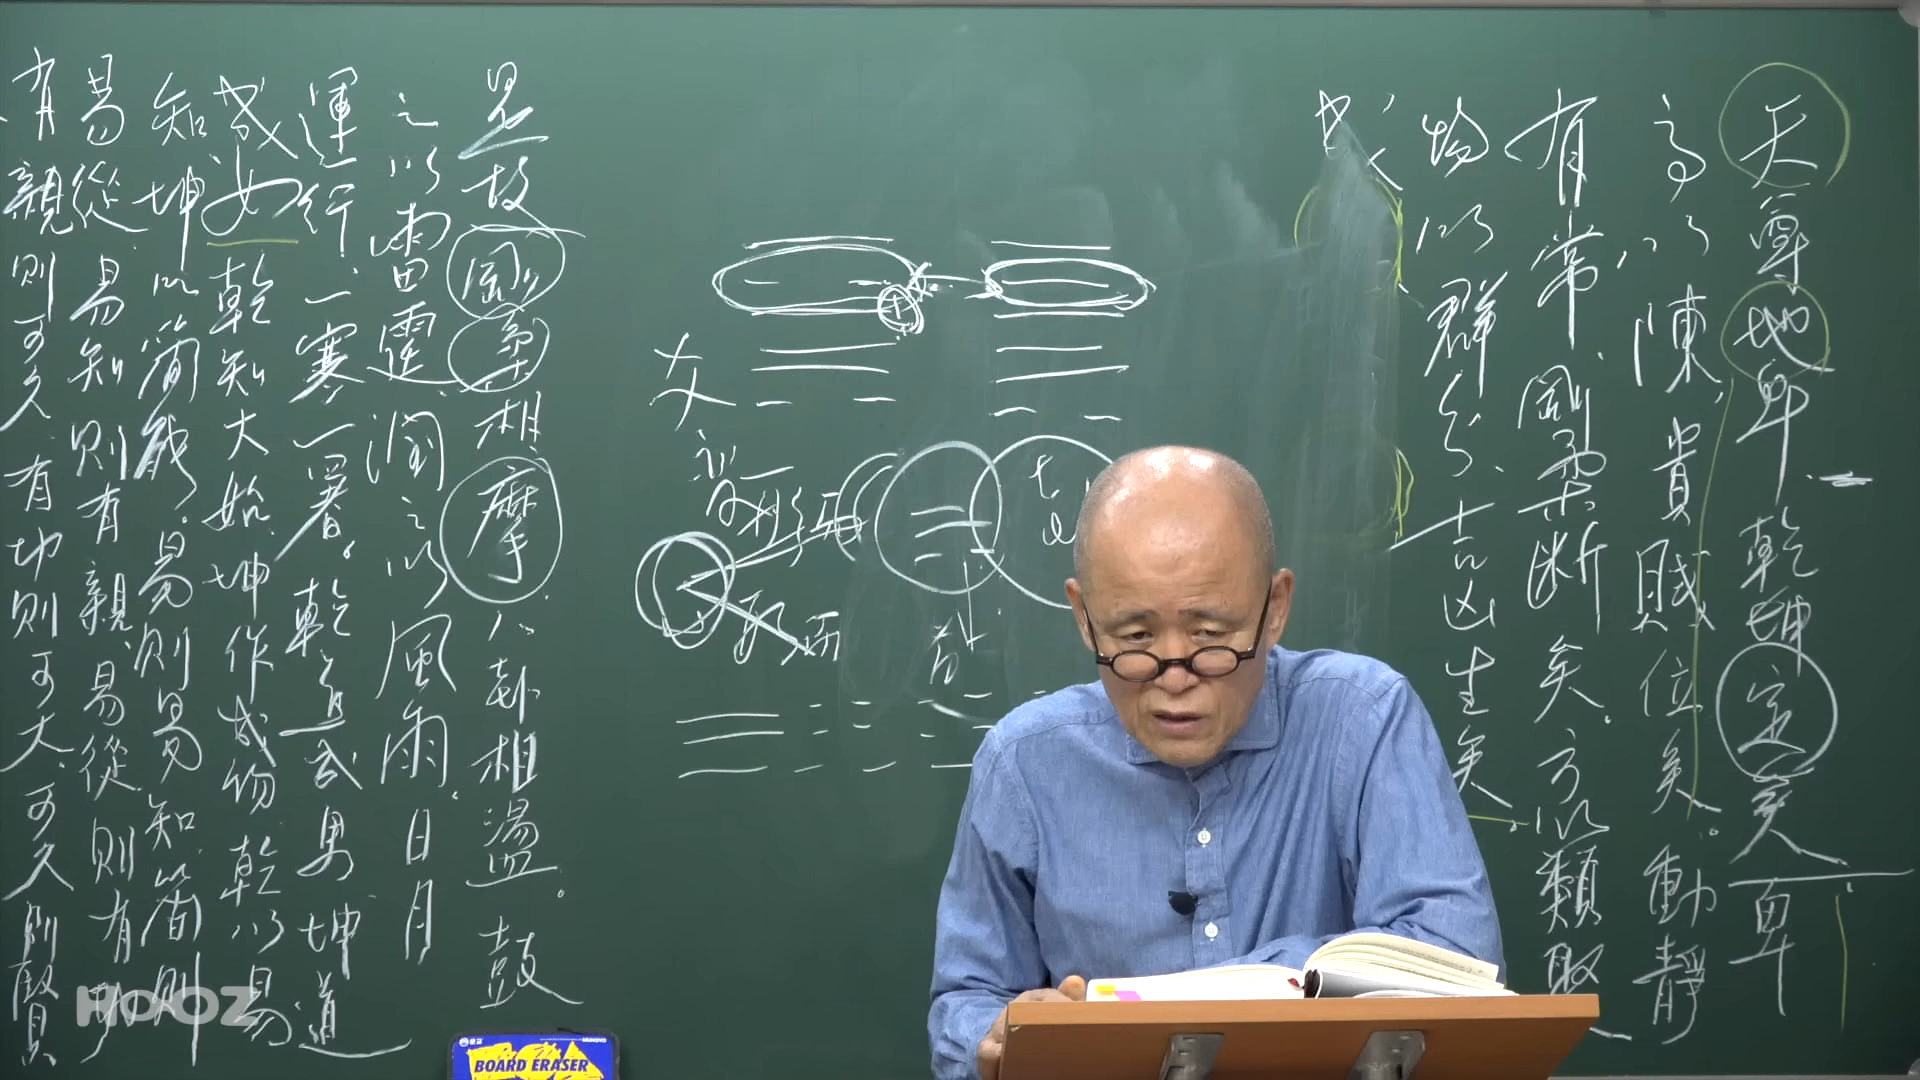 天尊地卑乾坤定矣卑
高以陳貴賤位矣動靜
有常剛柔斷矣方以類聚
物以群分吉凶生矣
是故剛柔相摩八卦相盪鼓
之以雷霆潤之以風雨日月
運行一寒一暑乾道成男坤道
成女乾知大始坤作成物乾以易
知坤以簡能易則易知簡則
易從易知則有親易從則有功
有親則可久有功則可大可久則賢
HOOZ
BOARD ERASER